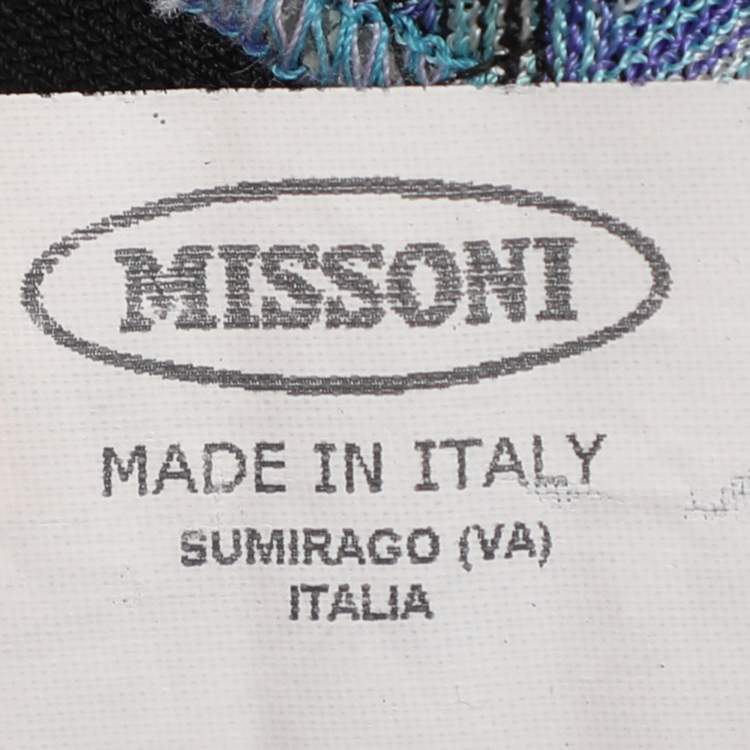 MISSONI
MADE IN ITALY
SUMIRAGO (VA)
ITALIA